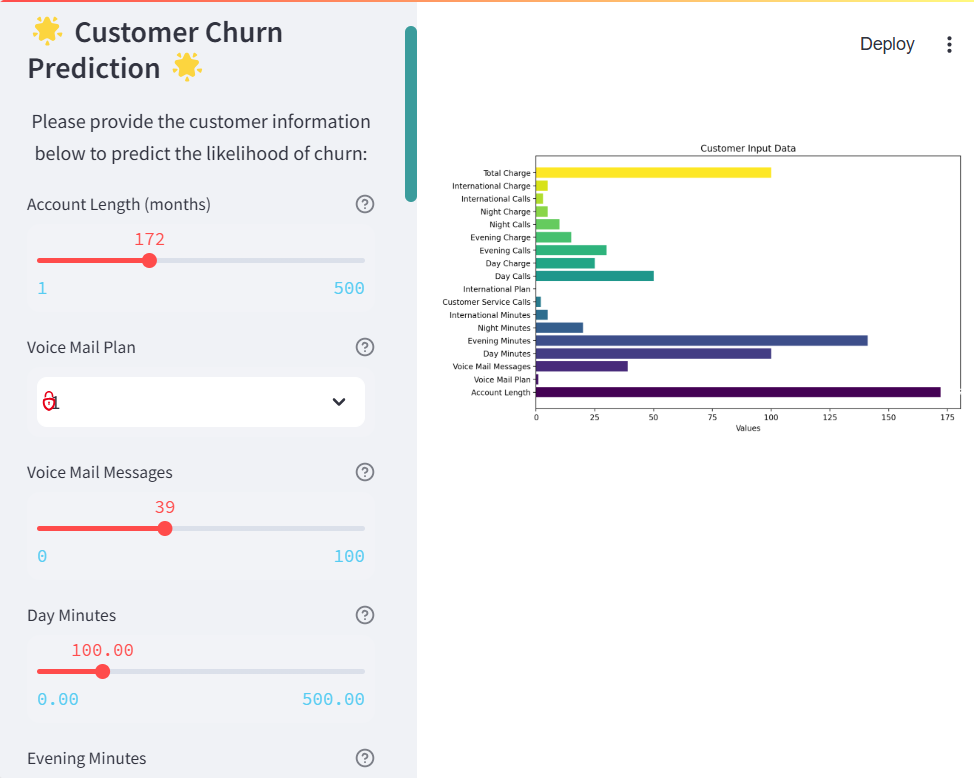 🌟 Customer Churn
Prediction 🌟
Please provide the customer information
below to predict the likelihood of churn:
Account Length (months)
172
1
500
Voice Mail Plan
1
Voice Mail Messages
39
0
100
Day Minutes
100.00
0.00
500.00
Evening Minutes
Deploy
Customer Input Data
Total Charge
International Charge
International Calls
Night Charge
Night Calls
Evening Charge
Evening Calls
Day Charge
Day Calls
International Plan
Customer Service Calls
International Minutes
Night Minutes
Evening Minutes
Day Minutes
Voice Mail Messages
Voice Mail Plan
Account Length
0 25 50 75 100 125 150 175
Values